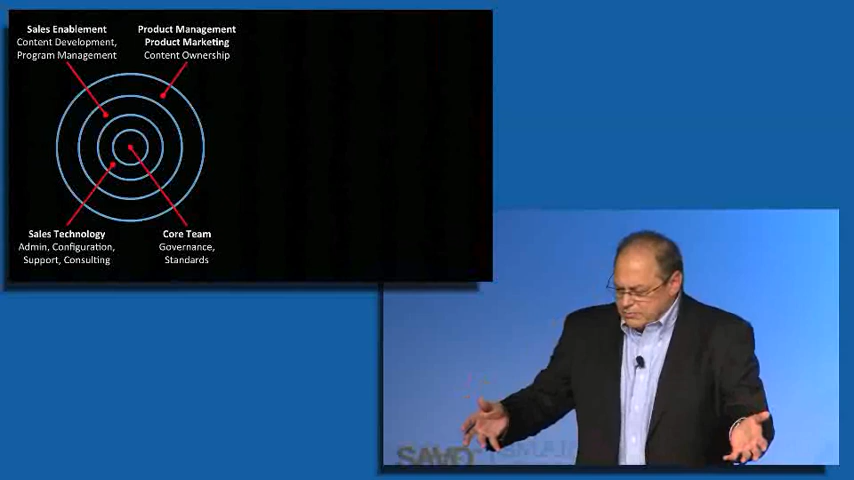 Sales Enablement
Content Development,
Program Management
Product Management
Product Marketing
Content Ownership
Sales Technology
Admin, Configuration,
Support, Consulting
Core Team
Governance,
Standards
SAVO